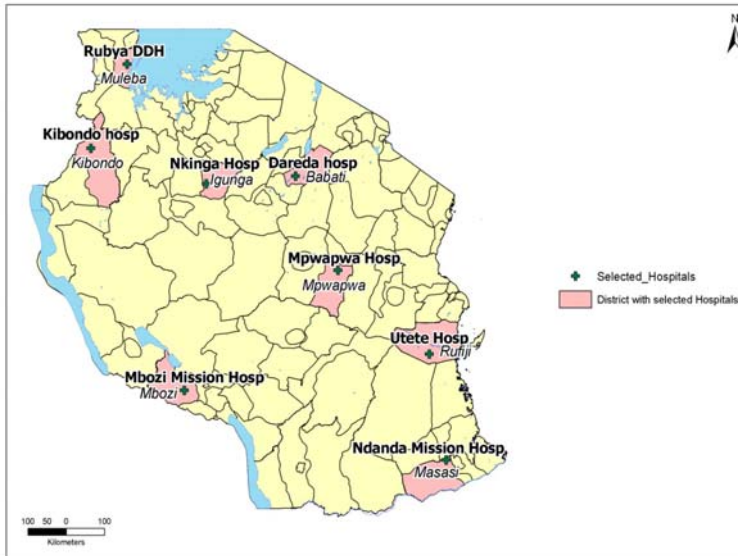 N
Rubya DDH
Muleba
Kibondo hosp
Kibondo
Nkinga Hosp
Igunga
Dareda hosp
Babati
Mpwapwa Hosp
Mpwapwa
Selected_Hospitals
District with selected Hospitals
Utete Hosp
Rufiji
Mbozi Mission Hosp
Mbozi
Ndanda Mission Hosp
Masasi
100 50 0 100
Kilometers